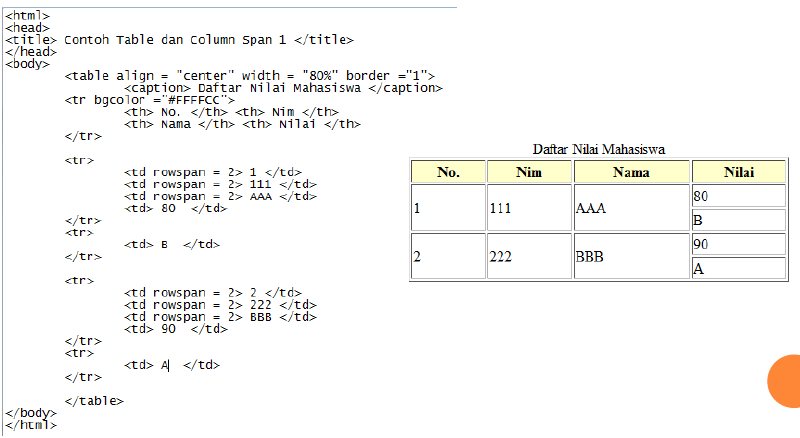 <html>
<head>
<title> Contoh Table dan Column Span 1 </title>
</head>
<body>
<table align = "center" width = "80%" border ="1">
<caption> Daftar Nilai Mahasiswa </caption>
<tr bgcolor ="#FFFFCC">
<th> No. </th> <th> Nim </th>
<th> Nama </th> <th> Nilai </th>
</tr>
<tr>
<td rowspan = 2> 1 </td>
<td rowspan = 2> 111 </td>
<td rowspan = 2> AAA </td>
<td> 80  </td>
</tr>
<tr>
<td> B  </td>
</tr>
<tr>
<td rowspan = 2> 2 </td>
<td rowspan = 2> 222 </td>
<td rowspan = 2> BBB </td>
<td> 90  </td>
</tr>
<tr>
<td> A  </td>
</tr>
</table>
</body>
</html>
Daftar Nilai Mahasiswa
No. Nim Nama Nilai
1 111 AAA 80
B
2 222 BBB 90
A